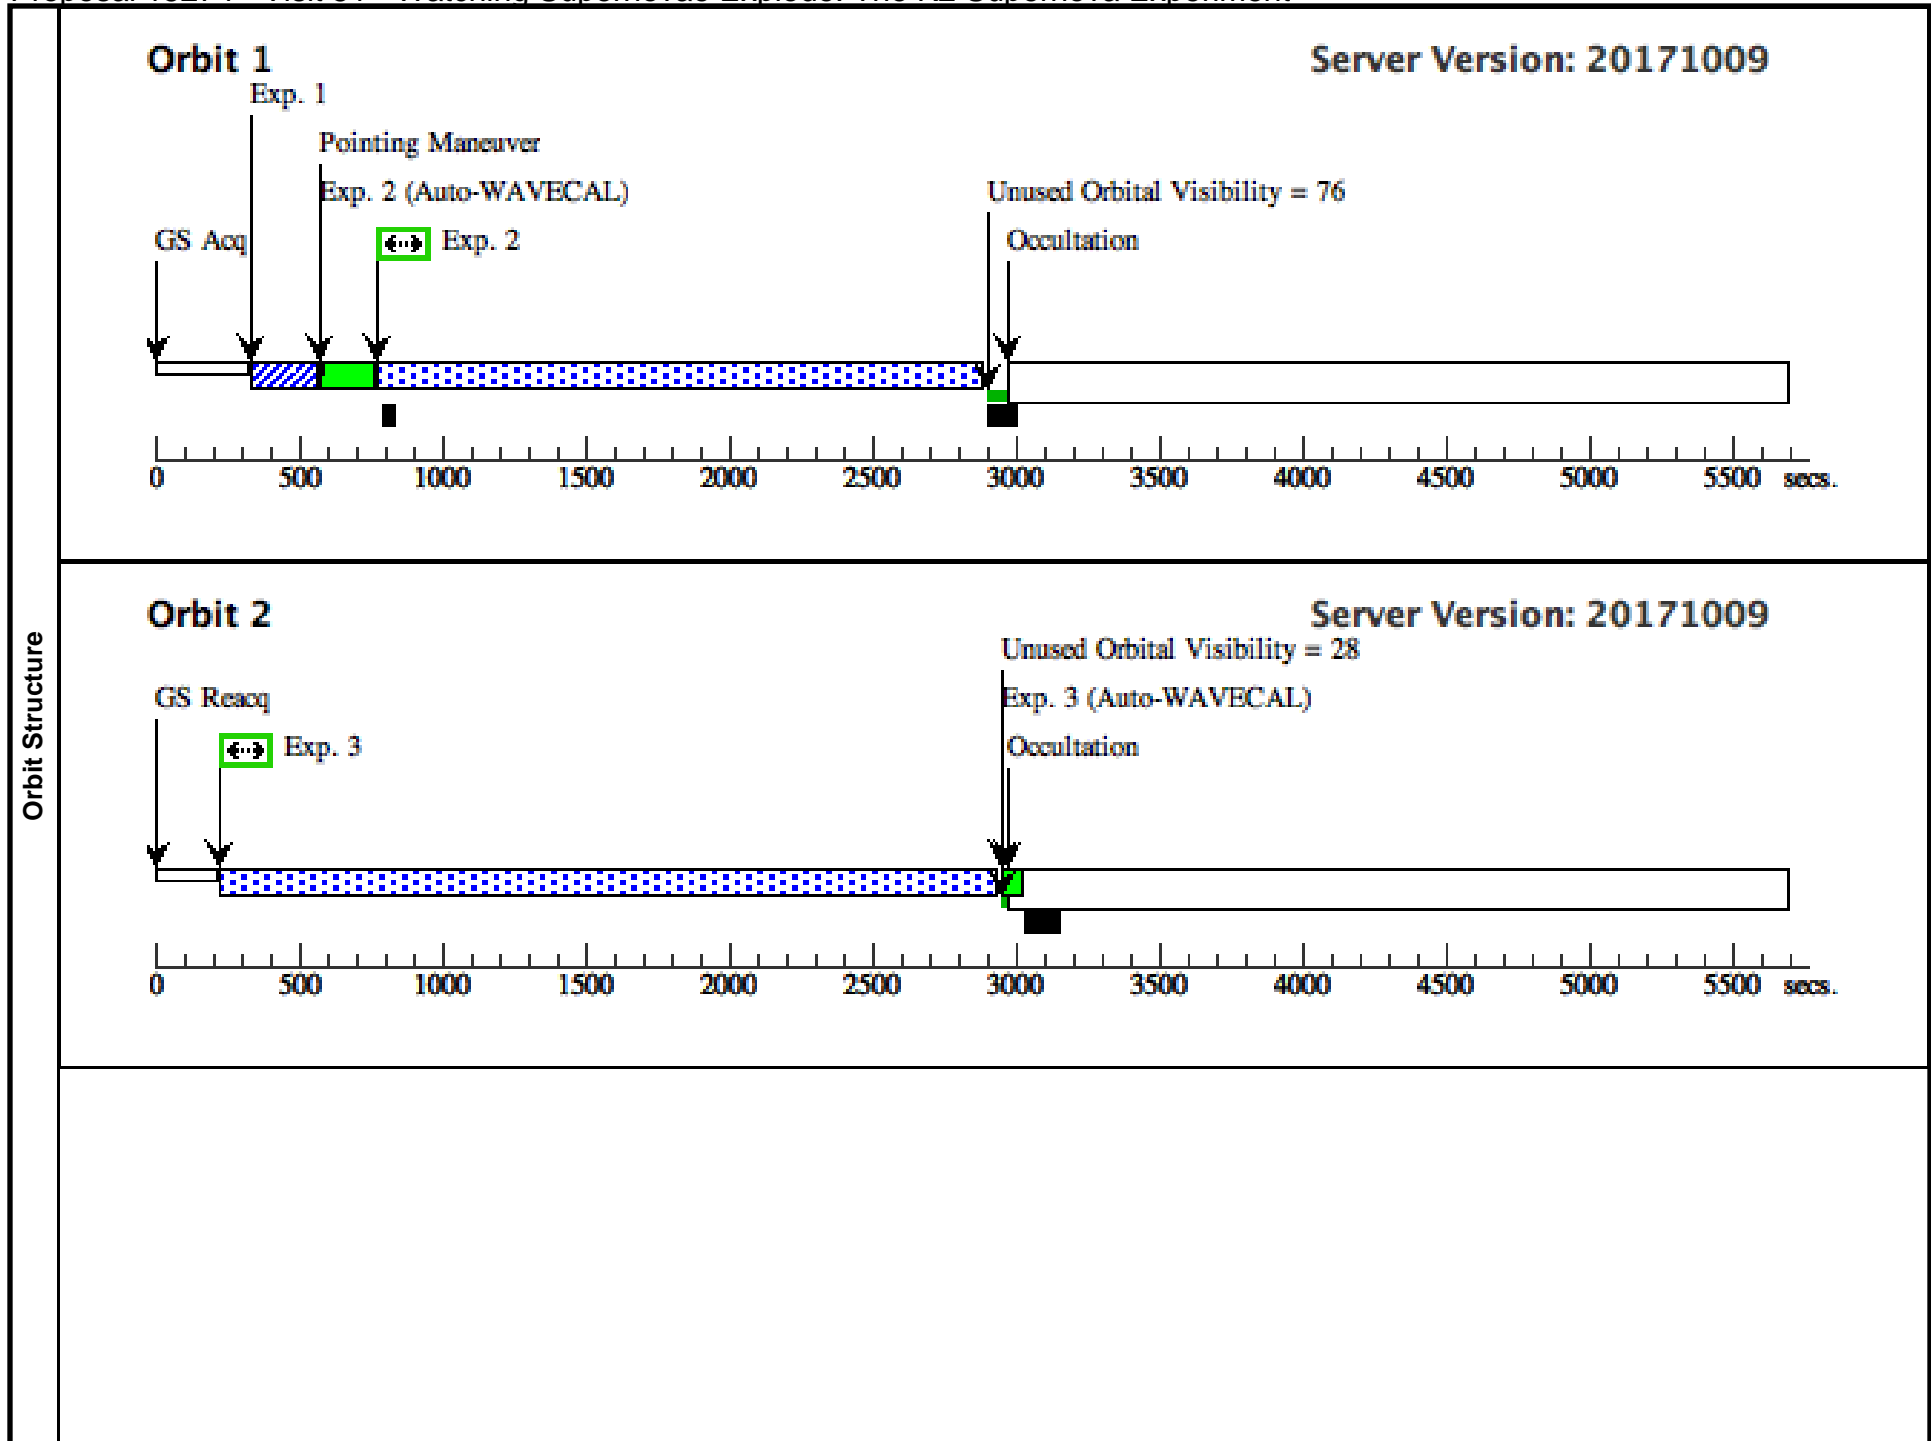 Orbit Structure
Orbit 1
Server Version: 20171009
Exp. 1
Pointing Maneuver
Exp. 2 (Auto-WAVECAL)
Unused Orbital Visibility = 76
GS Acq
Exp. 2
Occultation
0 500 1000 1500 2000 2500 3000 3500 4000 4500 5000 5500 secs.
Orbit 2
Server Version: 20171009
Unused Orbital Visibility = 28
GS Reacq
Exp. 3 (Auto-WAVECAL)
Exp. 3
Occultation
0 500 1000 1500 2000 2500 3000 3500 4000 4500 5000 5500 secs.